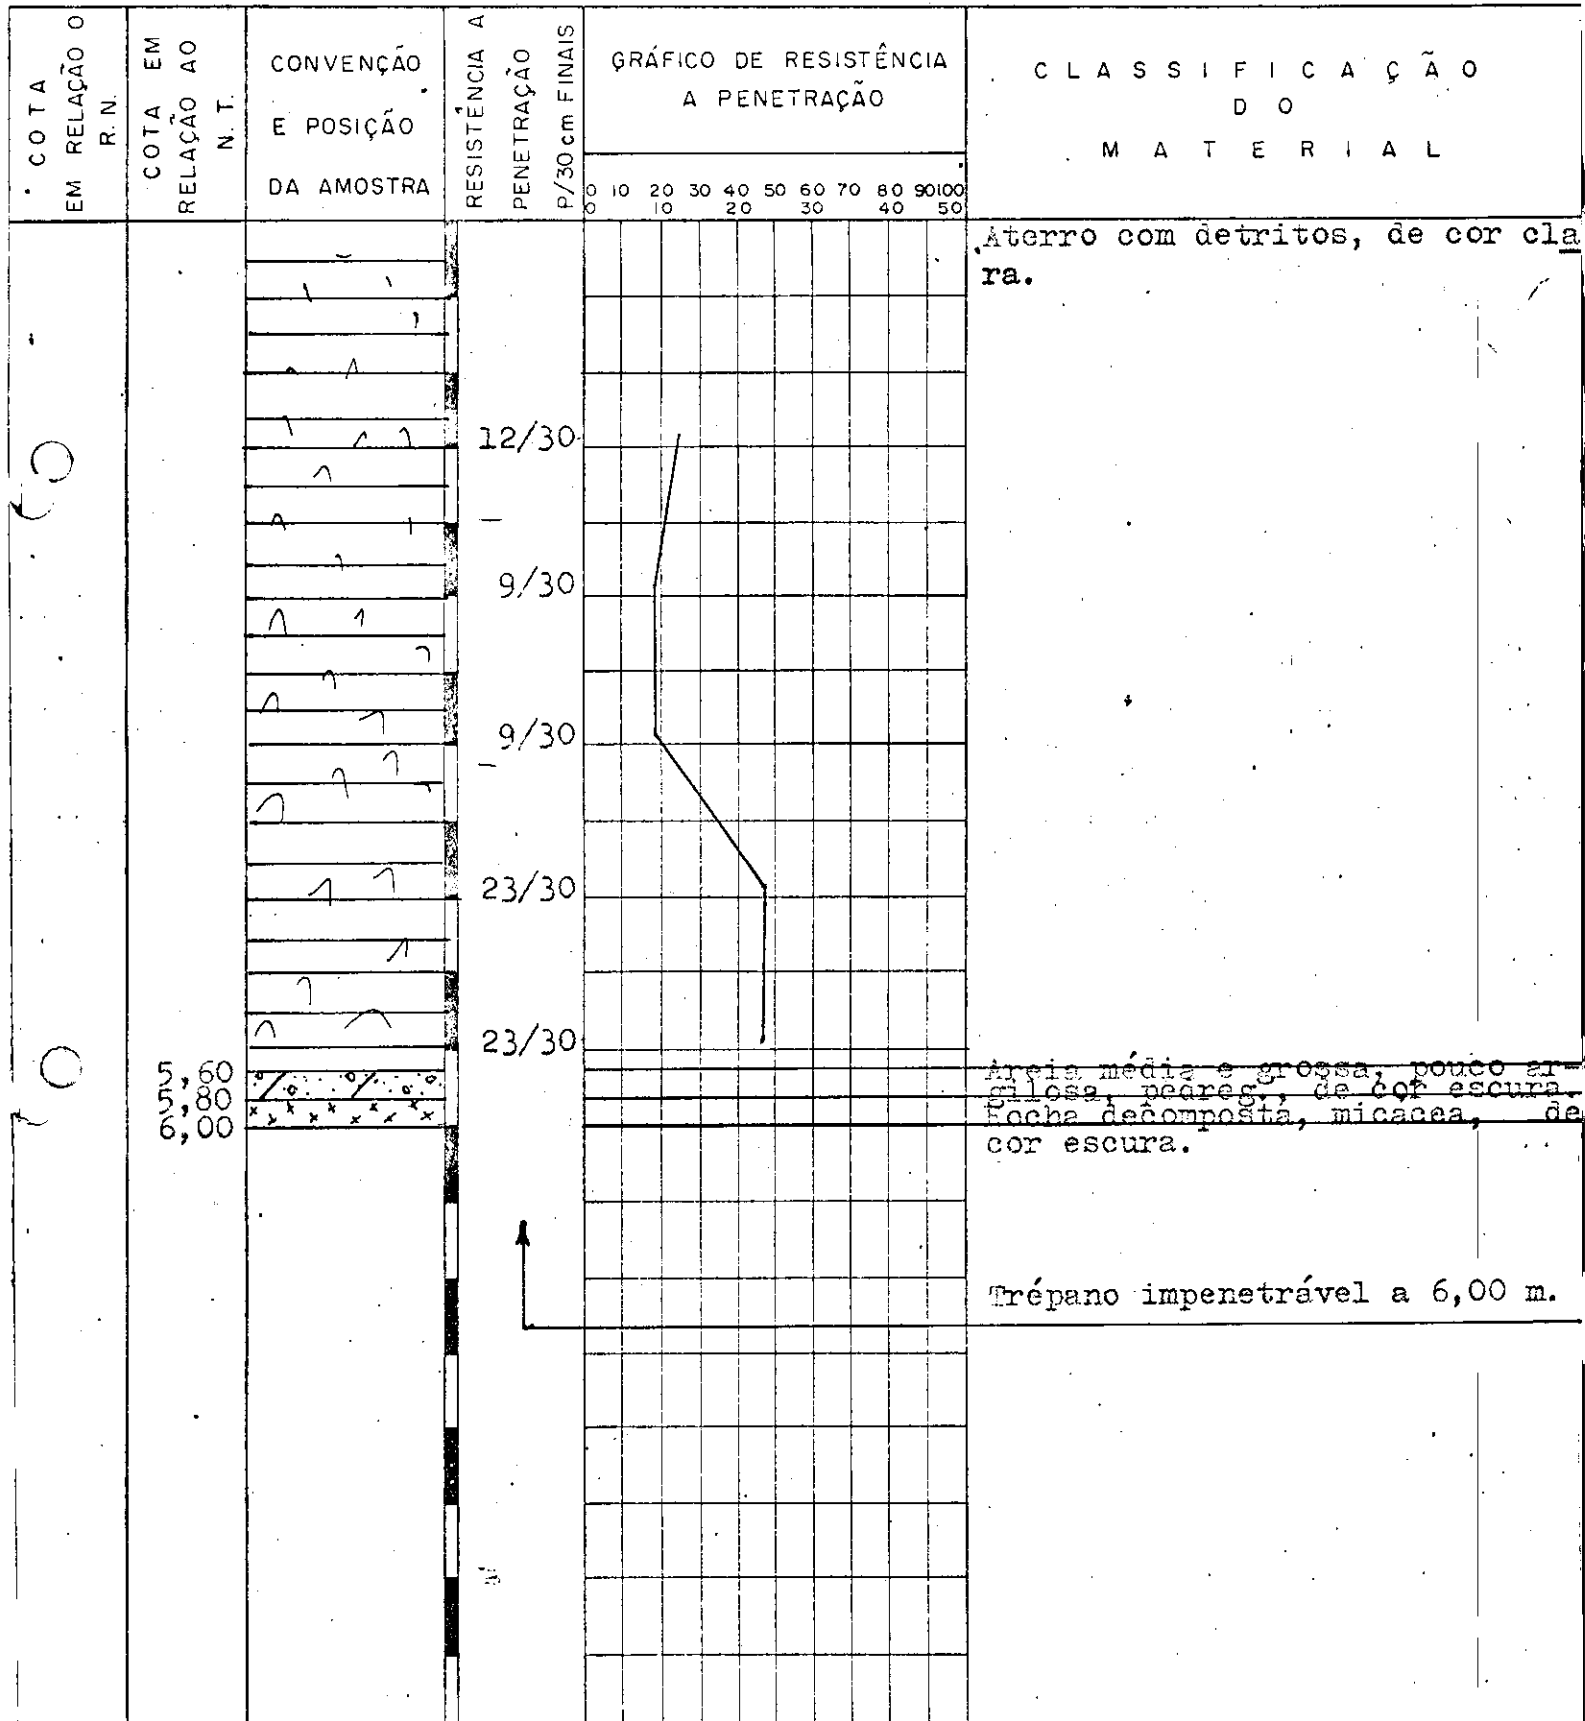 COTA
EM RELAÇÃO O
R. N.
COTA EM
RELAÇÃO AO
N. T.
CONVENÇÃO
E POSIÇÃO
DA AMOSTRA
RESISTÊNCIA A
PENETRAÇÃO
P/30 cm FINAIS
GRÁFICO DE RESISTÊNCIA
A PENETRAÇÃO
0 10 20 30 40 50 60 70 80 90 100
0 10 20 30 40 50
CLASSIFICAÇÃO
DO
MATERIAL
Aterro com detritos, de cor cla
ra.
12/30
9/30
9/30
23/30
23/30
5,60
5,80
6,00
Areia média e grossa, pouco ar-
gilosa, pedreg., de cor escura.
Rocha decomposta, micacea, de
cor escura.
Trépano impenetrável a 6,00 m.